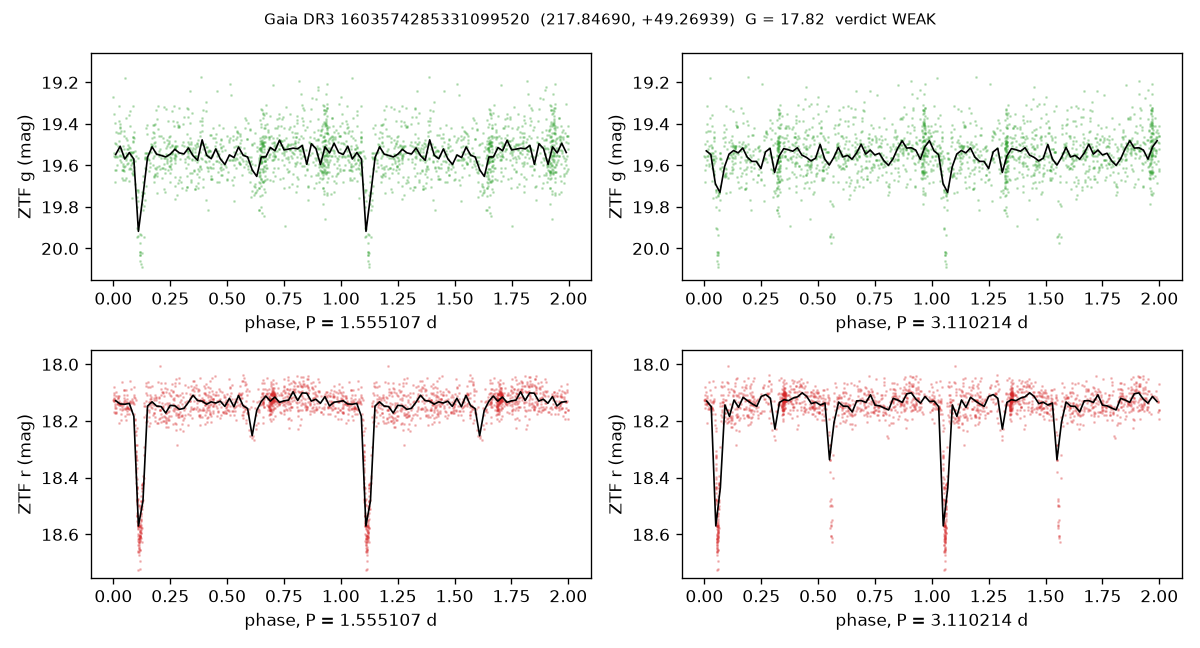 Gaia DR3 1603574285331099520 (217.84690, +49.26939) G = 17.82 verdict WEAK
ZTF g (mag)
19.2
19.4
19.6
19.8
20.0
0.00 0.25 0.50 0.75 1.00 1.25 1.50 1.75 2.00
phase, P = 1.555107 d
ZTF g (mag)
19.2
19.4
19.6
19.8
20.0
0.00 0.25 0.50 0.75 1.00 1.25 1.50 1.75 2.00
phase, P = 3.110214 d
ZTF r (mag)
18.0
18.2
18.4
18.6
0.00 0.25 0.50 0.75 1.00 1.25 1.50 1.75 2.00
phase, P = 1.555107 d
ZTF r (mag)
18.0
18.2
18.4
18.6
0.00 0.25 0.50 0.75 1.00 1.25 1.50 1.75 2.00
phase, P = 3.110214 d